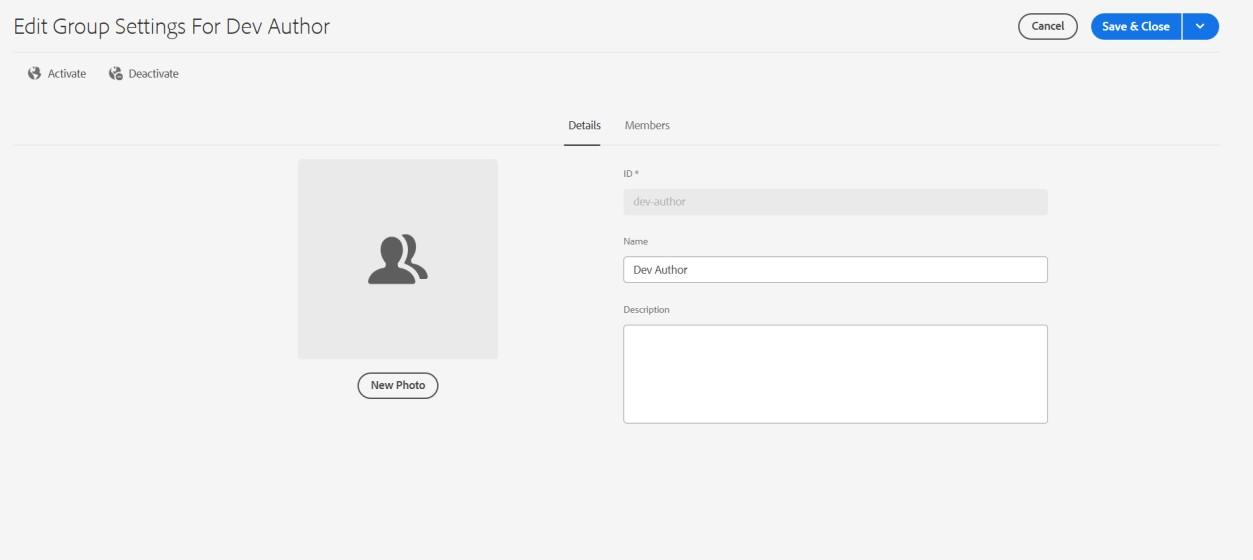 Edit Group Settings For Dev Author
Cancel
Save & Close
Activate
Deactivate
Details
Members
ID *
dev-author
Name
Dev Author
Description
New Photo